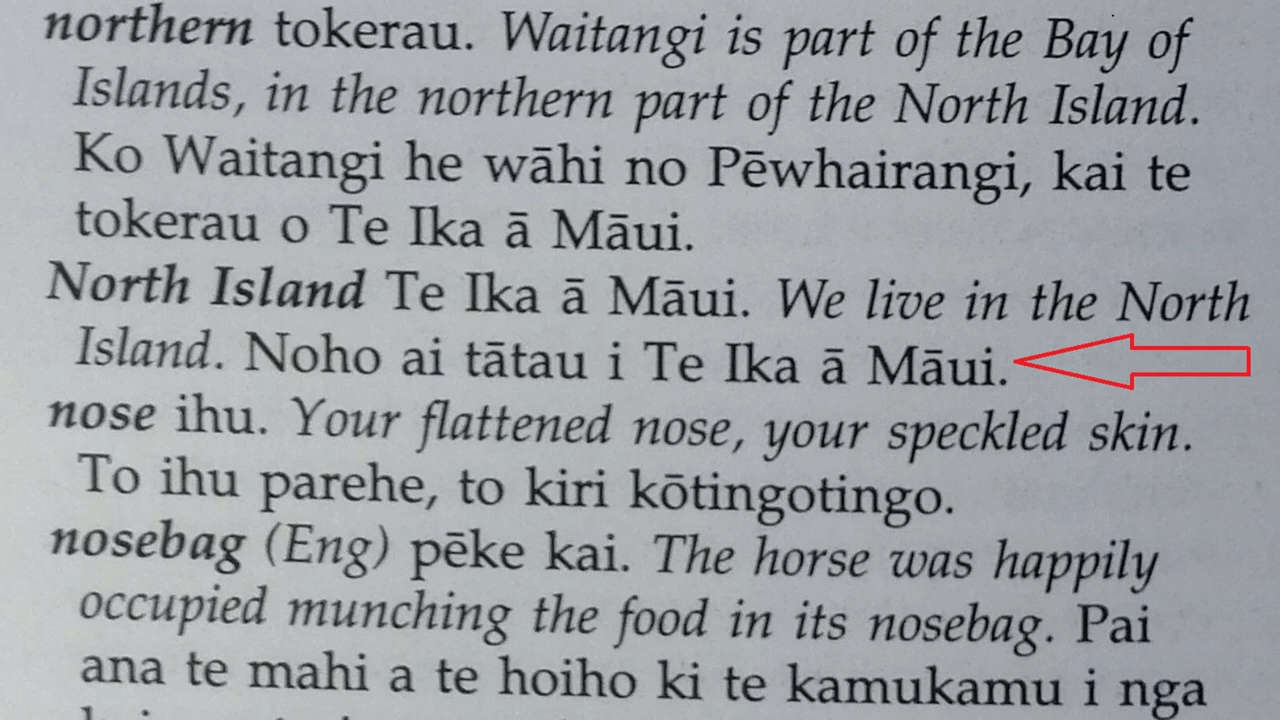 northern tokerau. Waitangi is part of the Bay of
Islands, in the northern part of the North Island.
Ko Waitangi he wāhi no Pēwhairangi, kai te
tokerau o Te Ika ā Māui.
North Island Te Ika ā Māui. We live in the North
Island. Noho ai tātau i Te Ika ā Māui.
nose ihu. Your flattened nose, your speckled skin.
To ihu parehe, to kiri kōtingotingo.
nosebag (Eng) pēke kai. The horse was happily
occupied munching the food in its nosebag. Pai
ana te mahi a te hoiho ki te kamukamu i nga